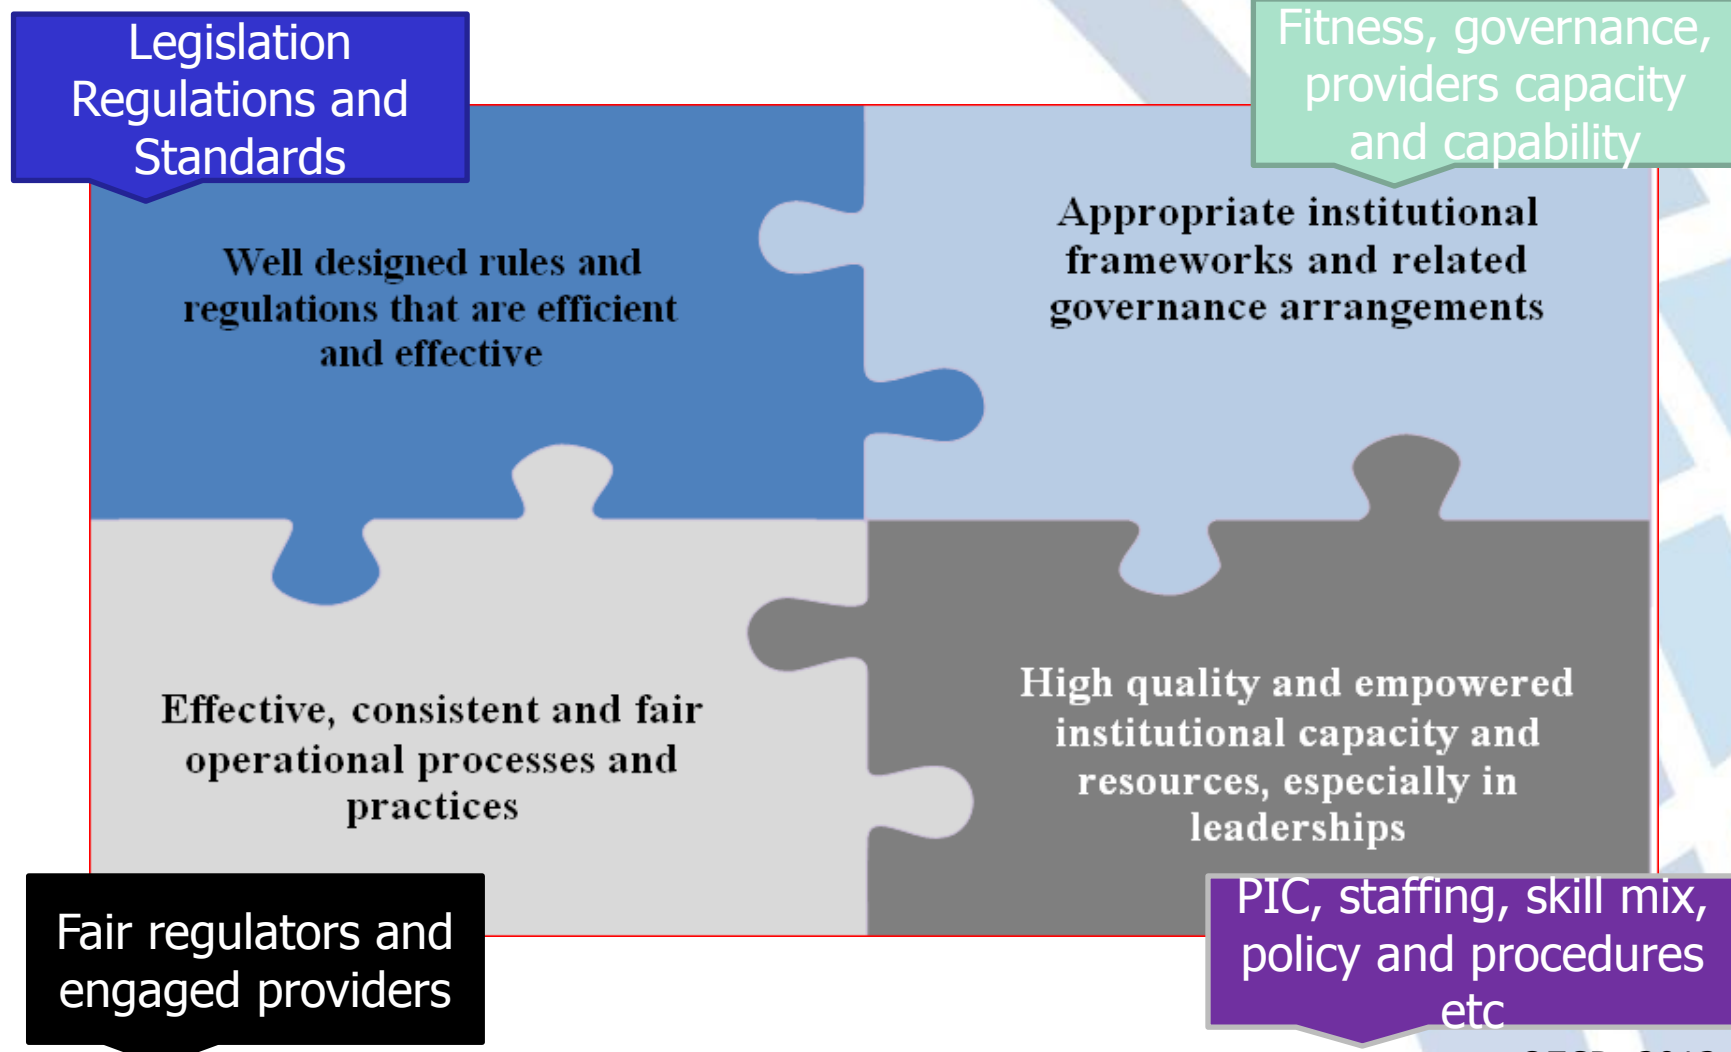 Legislation
Regulations and
Standards
Fitness, governance,
providers capacity
and capability
Well designed rules and
regulations that are efficient
and effective
Appropriate institutional
frameworks and related
governance arrangements
Effective, consistent and fair
operational processes and
practices
High quality and empowered
institutional capacity and
resources, especially in
leaderships
Fair regulators and
engaged providers
PIC, staffing, skill mix,
policy and procedures
etc